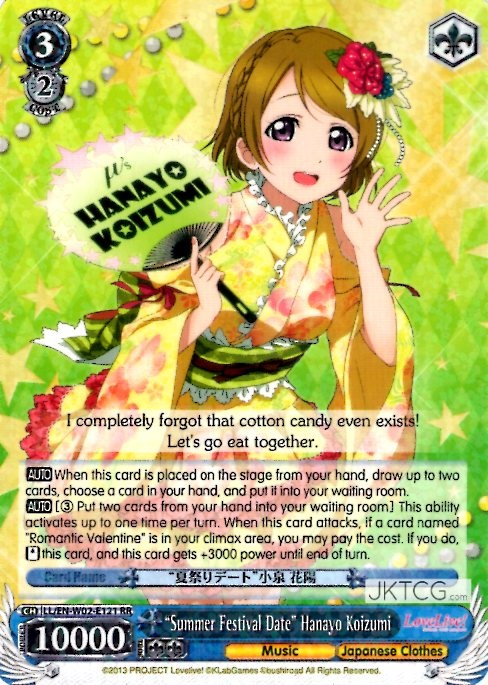 LEVEL
3
2
COST
μ's
HANAYO
KOIZUMI
I completely forgot that cotton candy even exists!
Let's go eat together.
AUTO When this card is placed on the stage from your hand, draw up to two
cards, choose a card in your hand, and put it into your waiting room.
AUTO [③ Put two cards from your hand into your waiting room] This ability
activates up to one time per turn. When this card attacks, if a card named
"Romantic Valentine" is in your climax area, you may pay the cost. If you do,
[*] this card, and this card gets +3000 power until end of turn.
Card Name
"夏祭りデート"小泉 花陽
JKTCG.com
LL/EN-W02-E121 RR
10000
"Summer Festival Date" Hanayo Koizumi
LoveLive!
Music
Japanese Clothes
©2013 PROJECT Lovelive! ©KLabGames ©bushiroad All Rights Reserved.